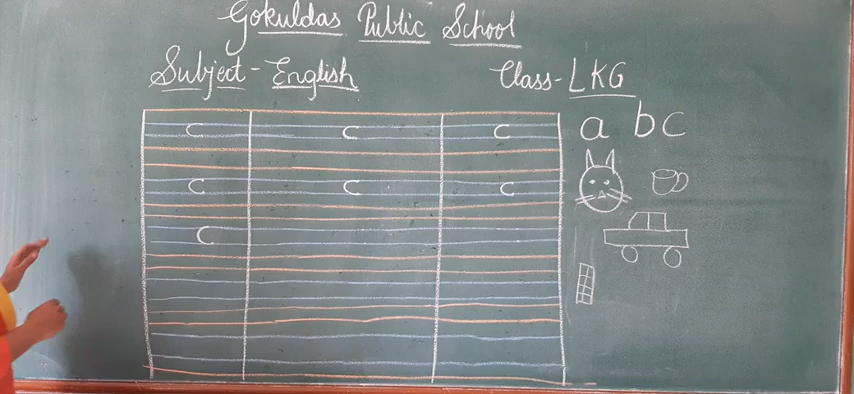 Gokuldas Public School
Subject - English Class - LKG
a b c
c c c
c c c
c